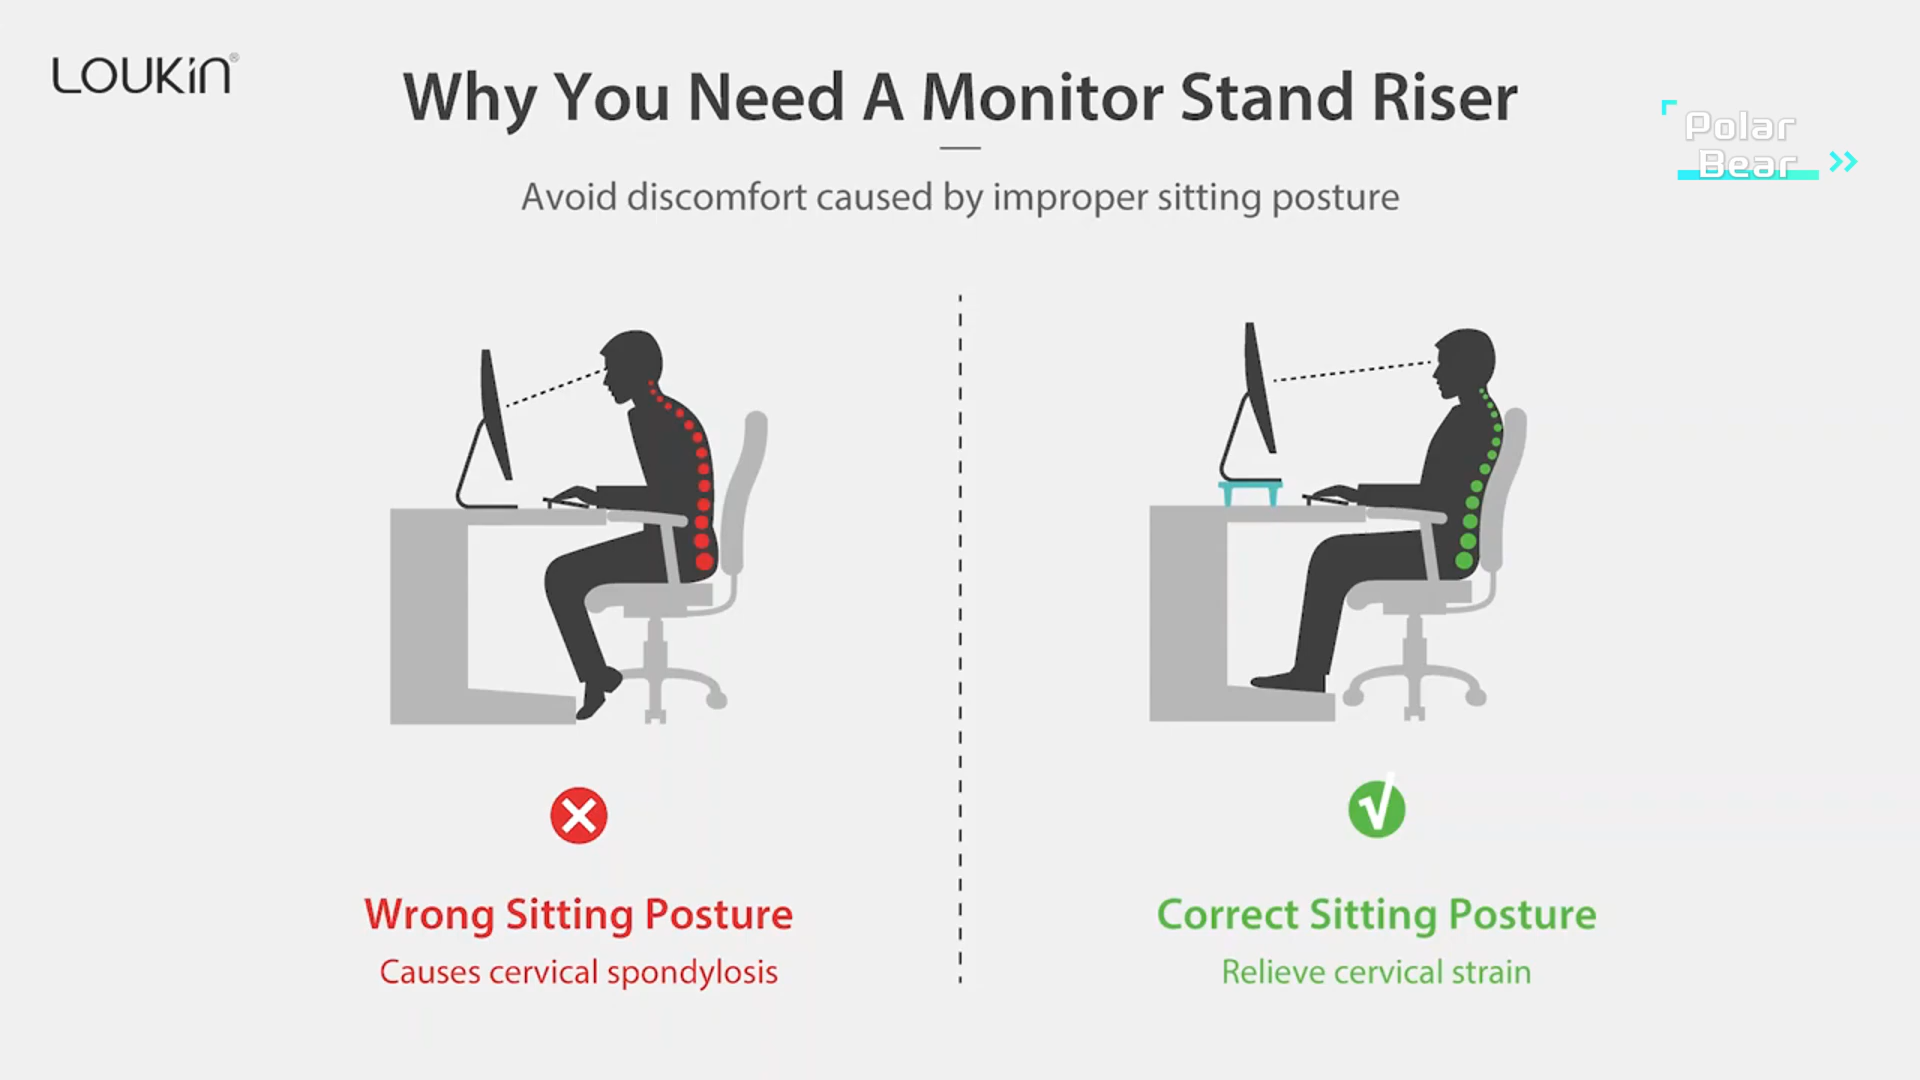 LOUKIN®
Why You Need A Monitor Stand Riser
Polar
Bear
Avoid discomfort caused by improper sitting posture
Wrong Sitting Posture
Correct Sitting Posture
Causes cervical spondylosis
Relieve cervical strain